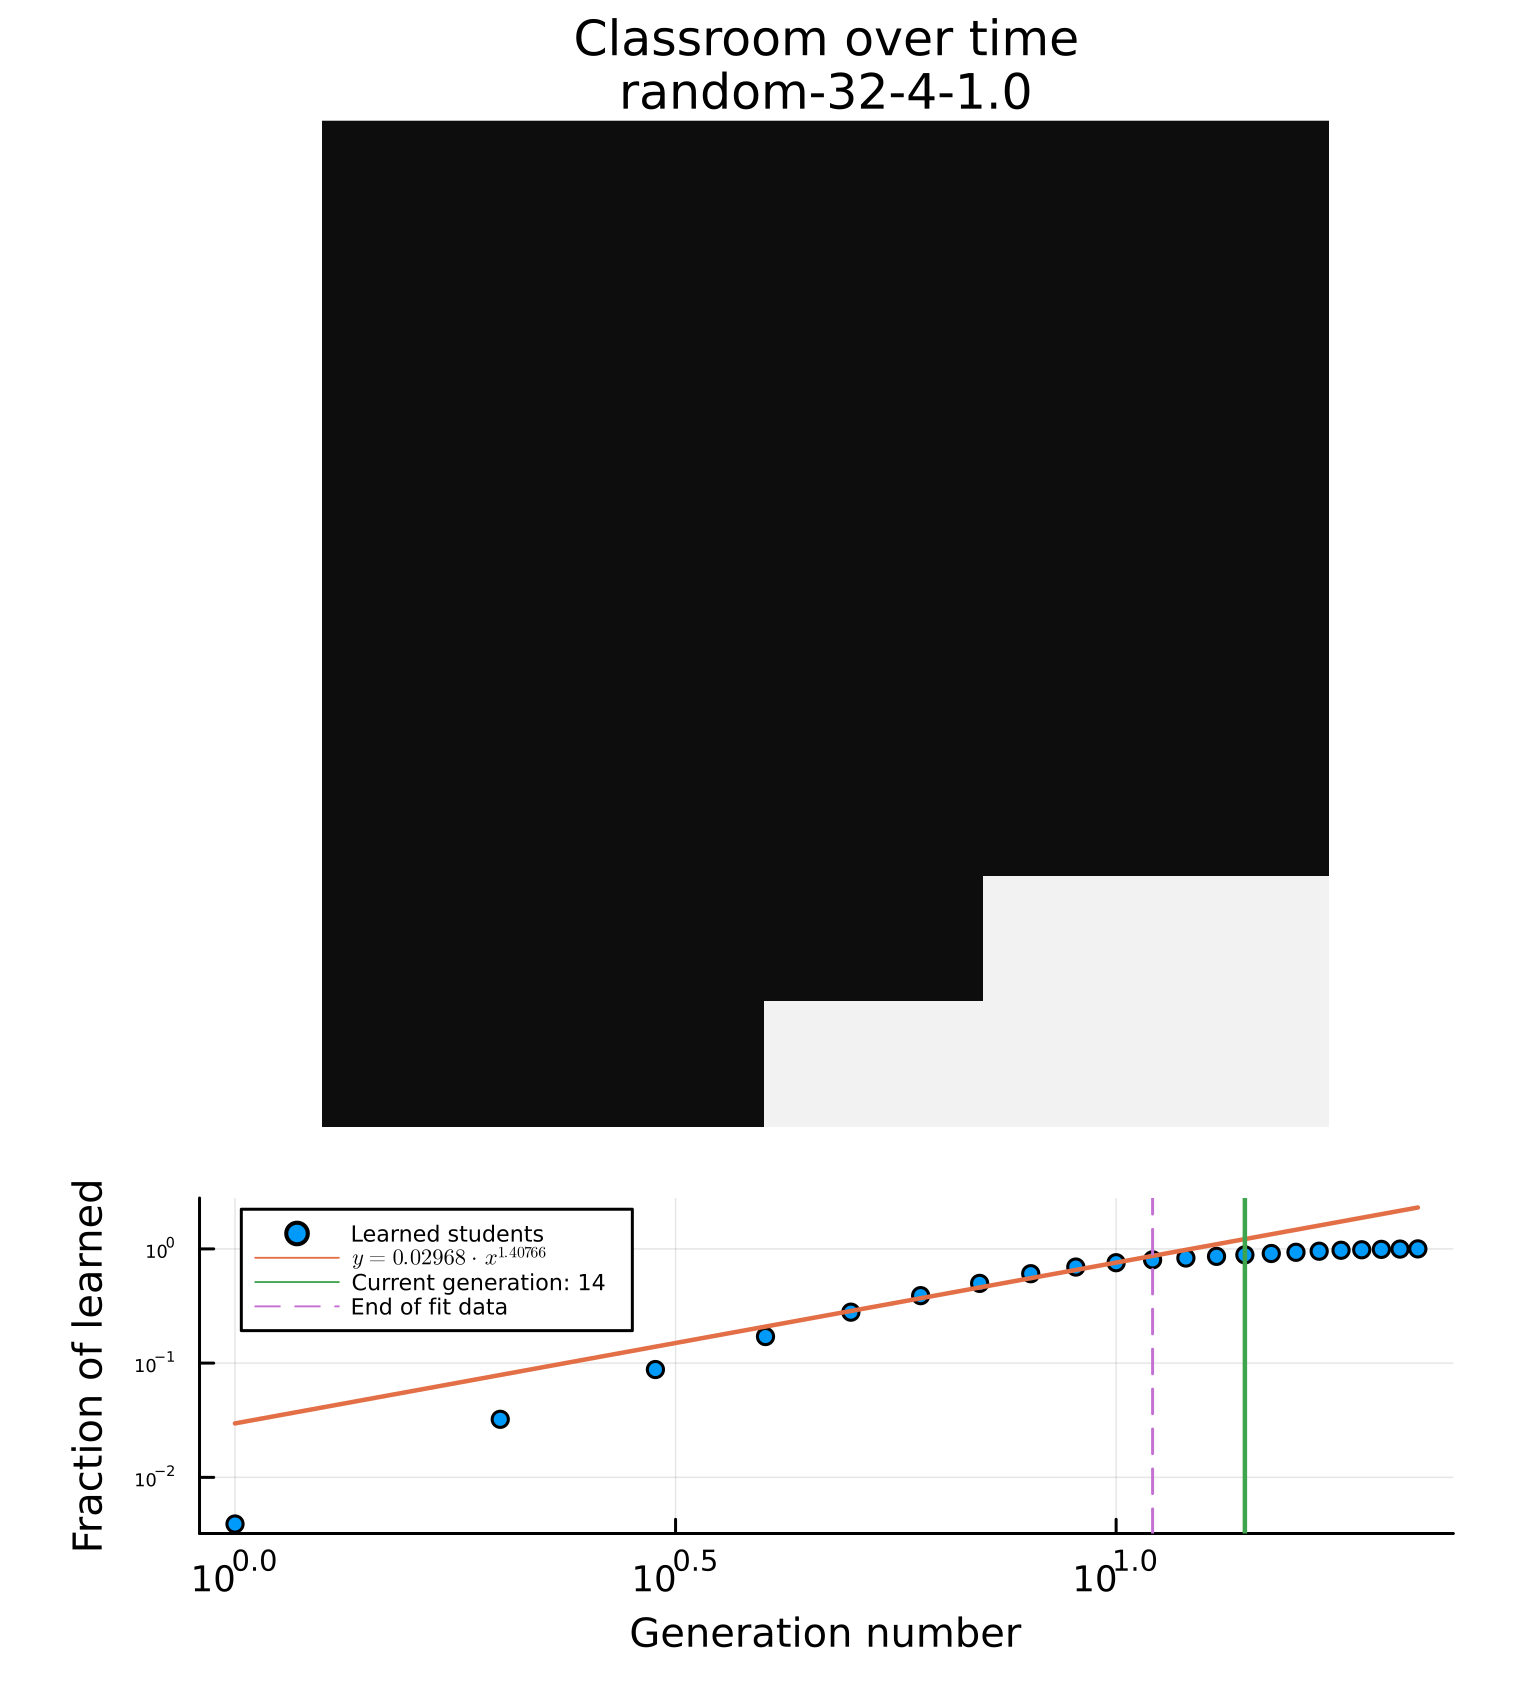 Classroom over time
random-32-4-1.0
Fraction of learned
Learned students
y = 0.02968 · x^1.40766
Current generation: 14
End of fit data
10^0
10^-1
10^-2
10^0.0
10^0.5
10^1.0
Generation number